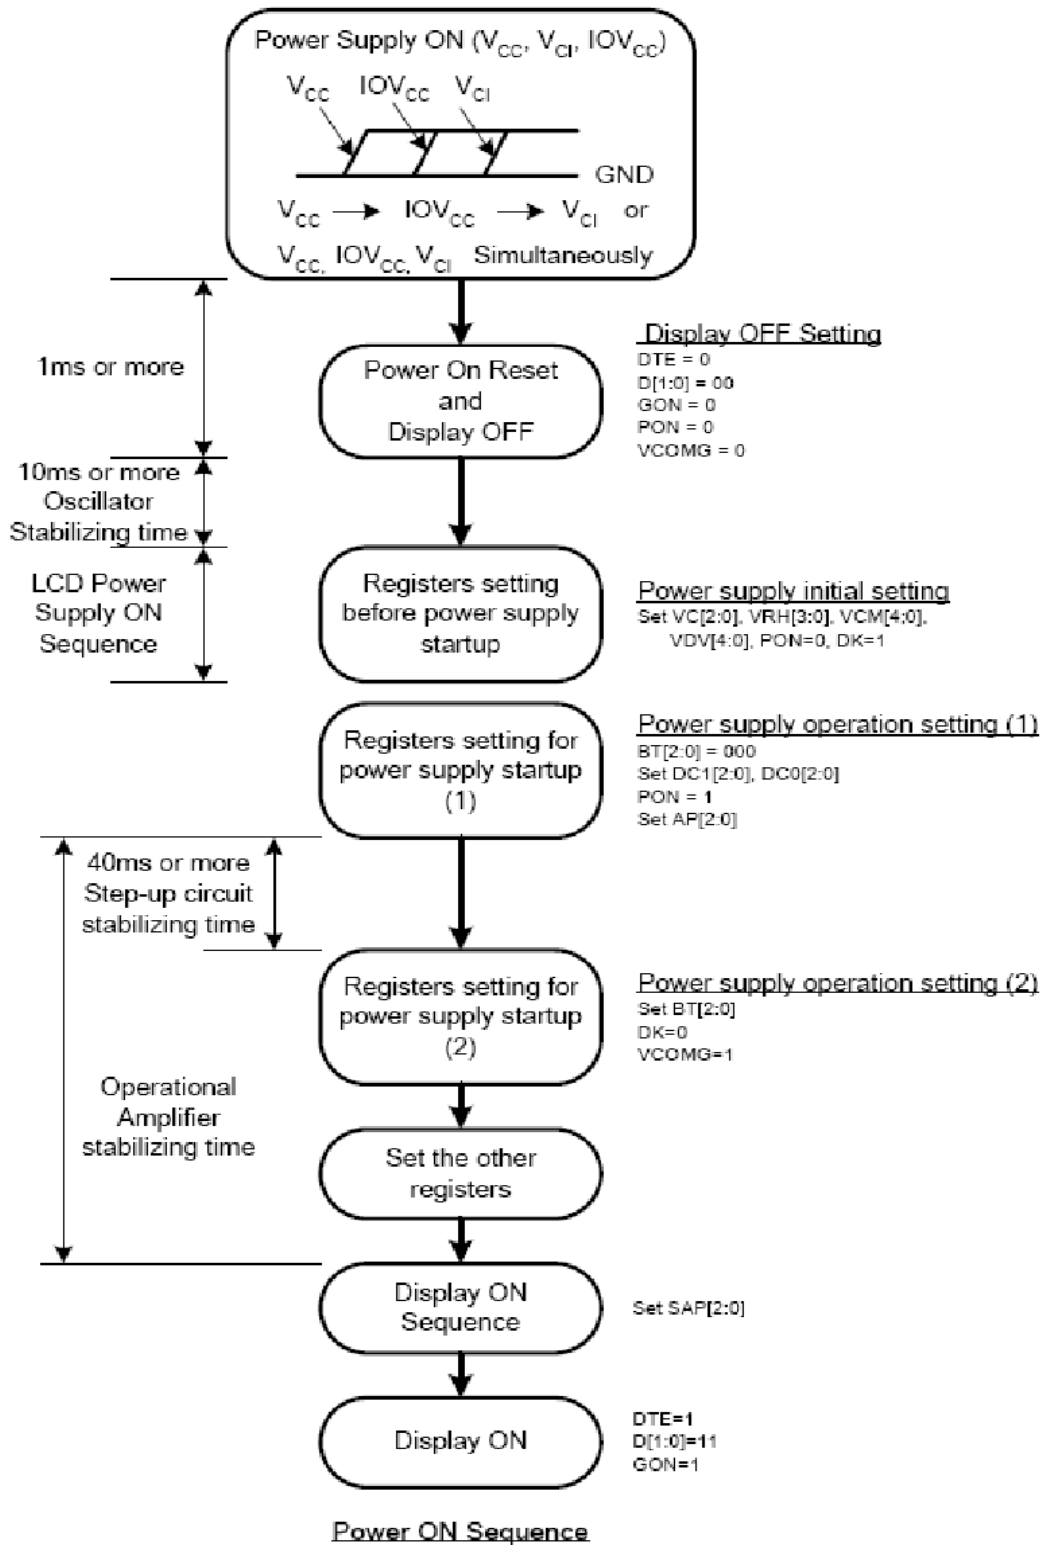 Power Supply ON (VCC, VCI, IOVCC)
VCC IOVCC VCI
GND
VCC IOVCC VCI or
VCC, IOVCC, VCI Simultaneously
1ms or more
Power On Reset
and
Display OFF
Display OFF Setting
DTE = 0
D[1:0] = 00
GON = 0
PON = 0
VCOMG = 0
10ms or more
Oscillator
Stabilizing time
LCD Power
Supply ON
Sequence
Registers setting
before power supply
startup
Power supply initial setting
Set VC[2:0], VRH[3:0], VCM[4;0],
VDV[4:0], PON=0, DK=1
Registers setting for
power supply startup
(1)
Power supply operation setting (1)
BT[2:0] = 000
Set DC1[2:0], DC0[2:0]
PON = 1
Set AP[2:0]
40ms or more
Step-up circuit
stabilizing time
Registers setting for
power supply startup
(2)
Power supply operation setting (2)
Set BT[2:0]
DK=0
VCOMG=1
Operational
Amplifier
stabilizing time
Set the other
registers
Display ON
Sequence
Set SAP[2:0]
Display ON
DTE=1
D[1:0]=11
GON=1
Power ON Sequence